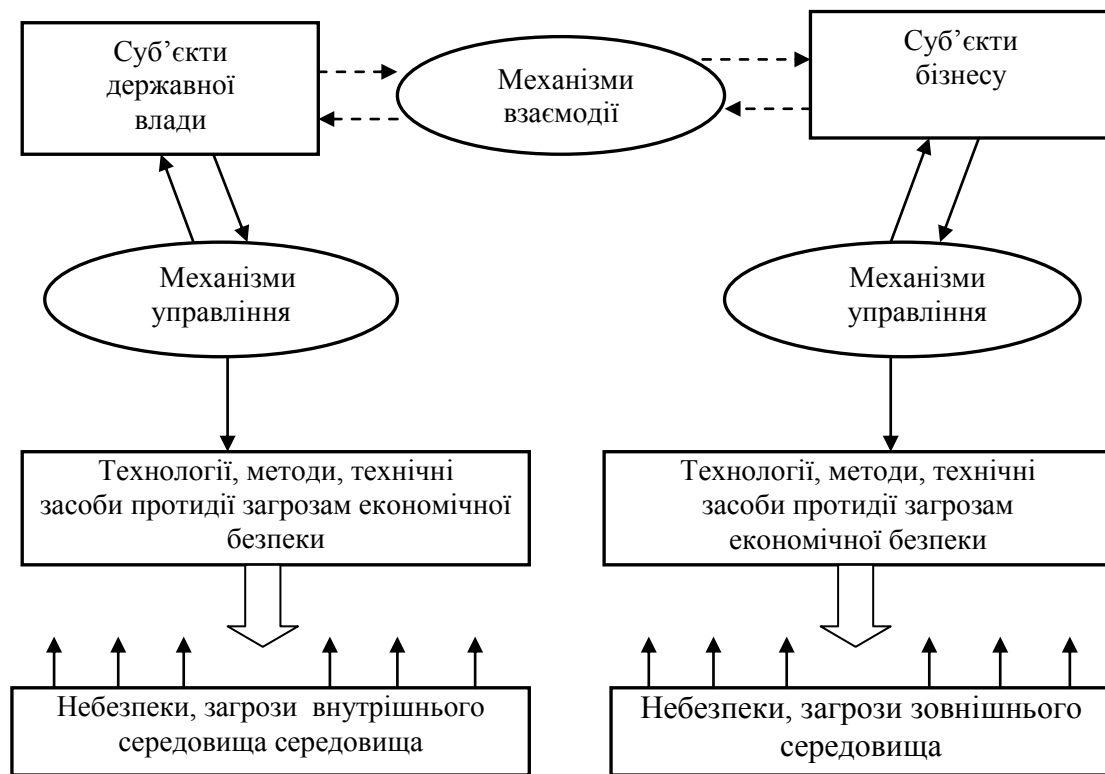 Суб’єкти
державної
влади
Механізми
взаємодії
Суб’єкти
бізнесу
Механізми
управління
Механізми
управління
Технології, методи, технічні
засоби протидії загрозам економічної
безпеки
Технології, методи, технічні
засоби протидії загрозам
економічної безпеки
Небезпеки, загрози внутрішнього
середовища середовища
Небезпеки, загрози зовнішнього
середовища